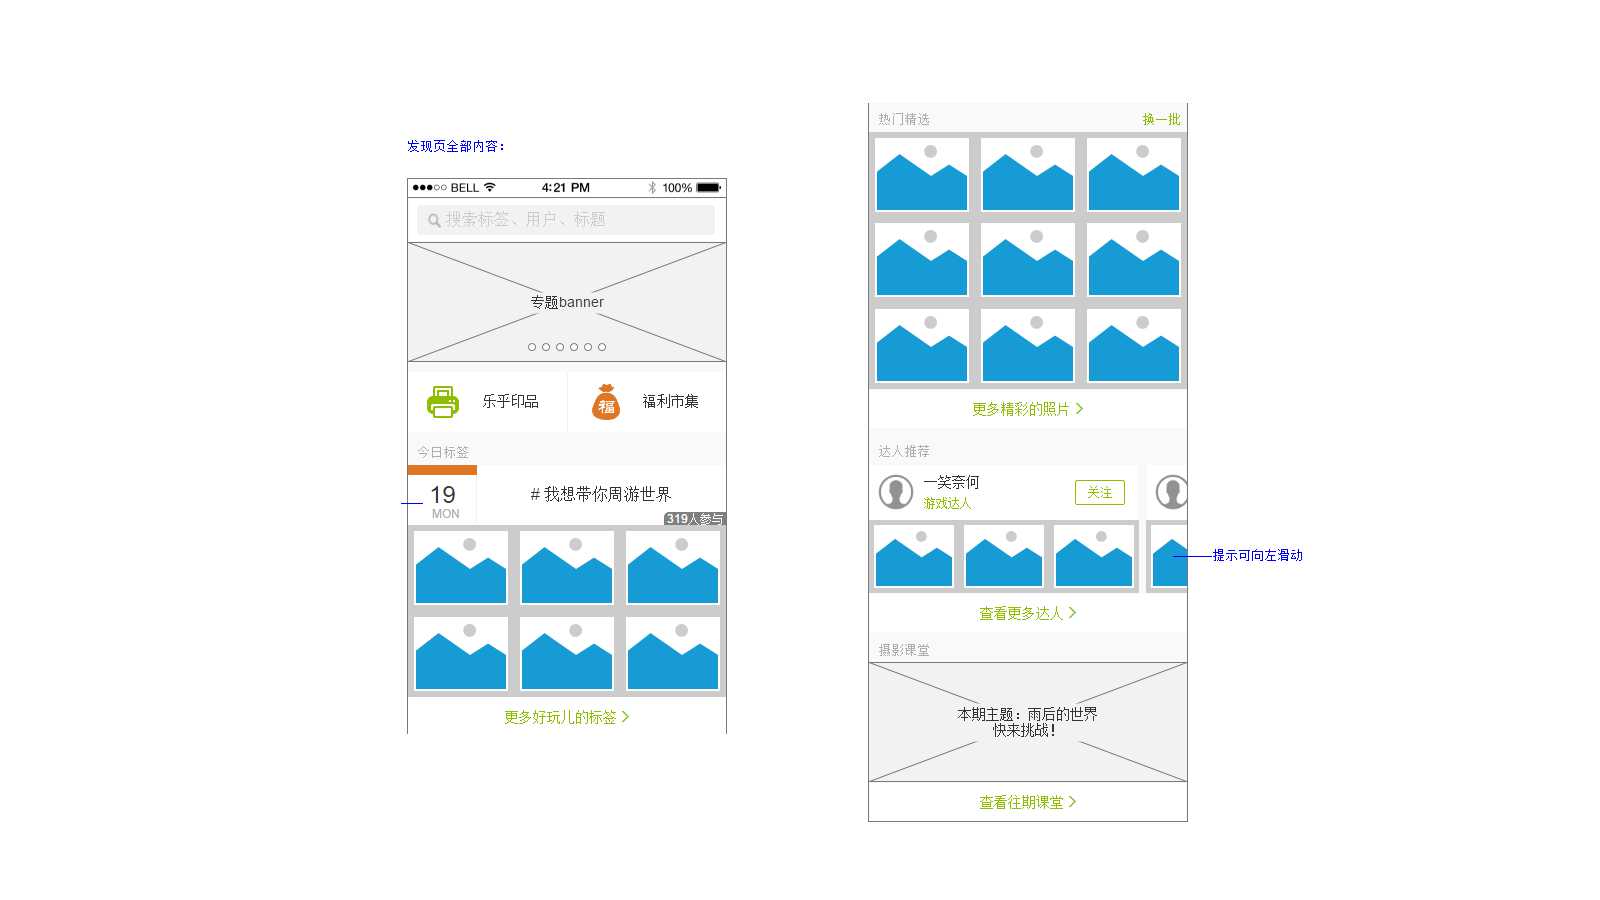 发现页全部内容：
BELL 4:21 PM 100%
搜索标签、用户、标题
专题banner
乐乎印品 福利市集
福
今日标签
19
MON
# 我想带你周游世界
319人参与
更多好玩儿的标签
热门精选 换一批
更多精彩的照片
达人推荐
一笑奈何
游戏达人
关注
提示可向左滑动
查看更多达人
摄影课堂
本期主题：雨后的世界
快来挑战！
查看往期课堂